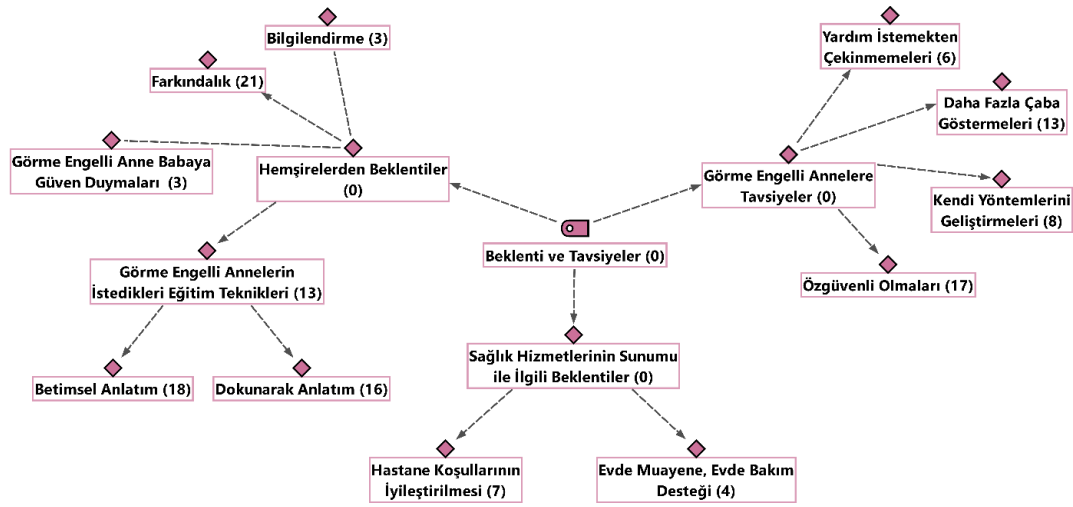 Bilgilendirme (3)
Farkındalık (21)
Görme Engelli Anne Babaya
Güven Duymaları (3)
Hemşirelerden Beklentiler
(0)
Görme Engelli Annelerin
İstedikleri Eğitim Teknikleri (13)
Betimsel Anlatım (18)
Dokunarak Anlatım (16)
Beklenti ve Tavsiyeler (0)
Sağlık Hizmetlerinin Sunumu
ile İlgili Beklentiler (0)
Hastane Koşullarının
İyileştirilmesi (7)
Evde Muayene, Evde Bakım
Desteği (4)
Yardım İstemekten
Çekinmemeleri (6)
Daha Fazla Çaba
Göstermeleri (13)
Görme Engelli Annelere
Tavsiyeler (0)
Kendi Yöntemlerini
Geliştirmeleri (8)
Özgüvenli Olmaları (17)